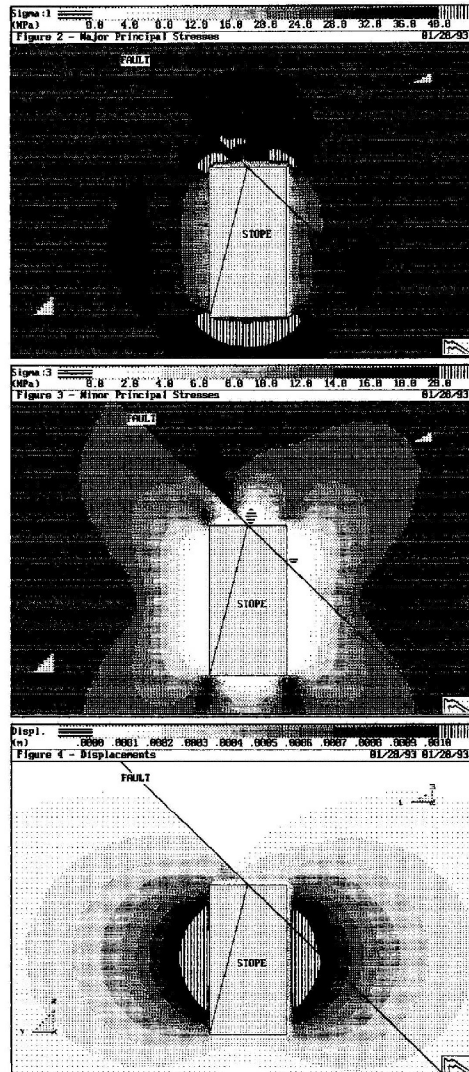 Sigma:1
(MPa) 8.0 12.0 16.0 20.0 24.0 28.0 32.0 36.0 40.0
Figure 2 - Major Principal Stresses 01/28/93
FAULT
STOPE
Sigma:3
(MPa) 0.0 2.0 4.0 6.0 8.0 10.0 12.0 14.0 16.0 18.0 20.0
Figure 3 - Minor Principal Stresses 01/28/93
FAULT
STOPE
Displ.
(m) .0000 .0001 .0002 .0003 .0004 .0005 .0006 .0007 .0008 .0009 .0010
Figure 4 - Displacements 01/28/93 01/28/93
FAULT
STOPE